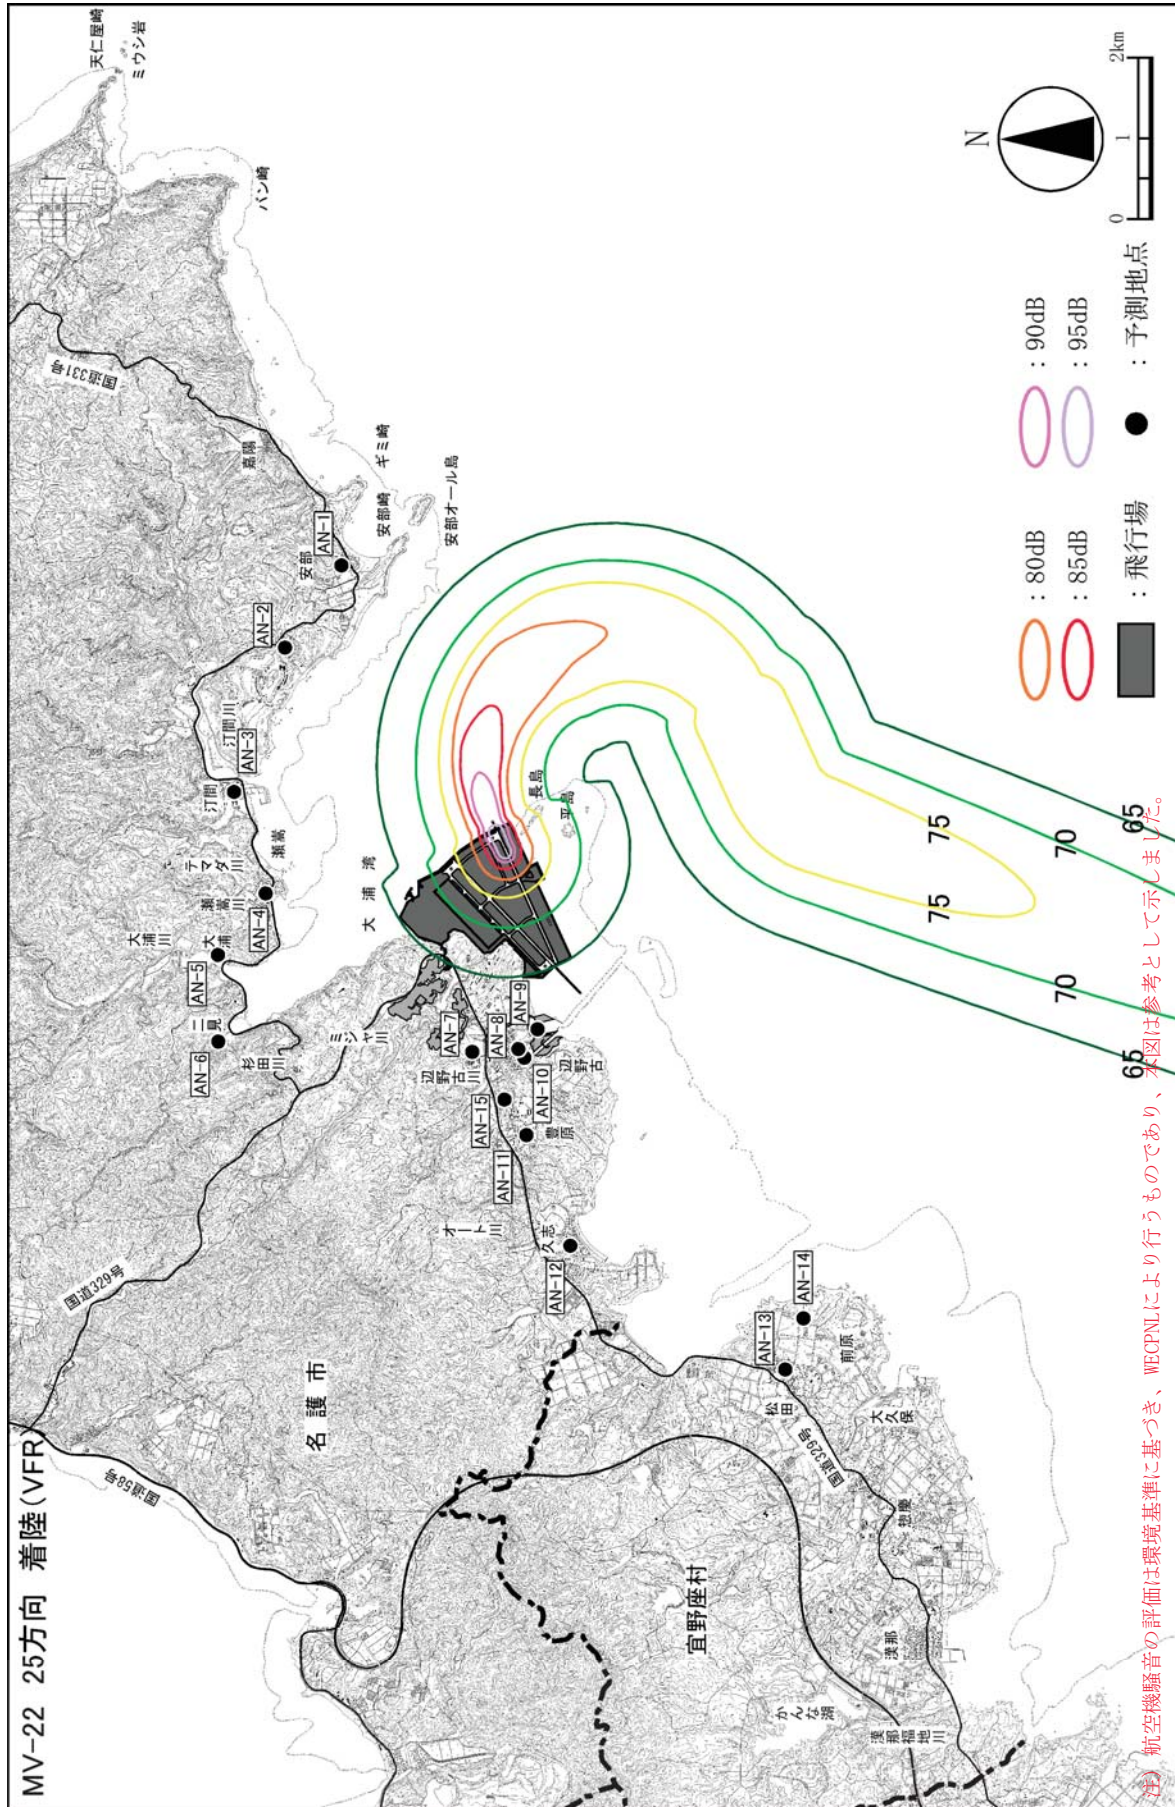 MV-22 25方向 着陸(VFR)
国道58号
名護市
国道329号
国道331号
天仁屋崎
ミウシ岩
バン崎
嘉陽
ギミ崎
安部崎
安部オール島
安部
AN-1
AN-2
汀間川
AN-3
汀間
テマダ川
瀬嵩
瀬嵩川
AN-4
大浦川
大浦
AN-5
二見
AN-6
杉田川
ミジャ川
大浦湾
長島
平島
AN-7
辺野古川
AN-8
AN-9
辺野古
AN-10
AN-15
豊原
AN-11
オート川
久志
AN-12
AN-13
AN-14
前原
松田
大久保
国道329号
惣慶
宜野座村
漢那
かんな湖
漢那福地川
75
75
70
70
65
65
N
0 1 2km
:80dB
:90dB
:85dB
:95dB
:飛行場
:予測地点
注) 航空機騒音の評価は環境基準に基づき、WECPNLにより行うものであり、本図は参考として示しました。